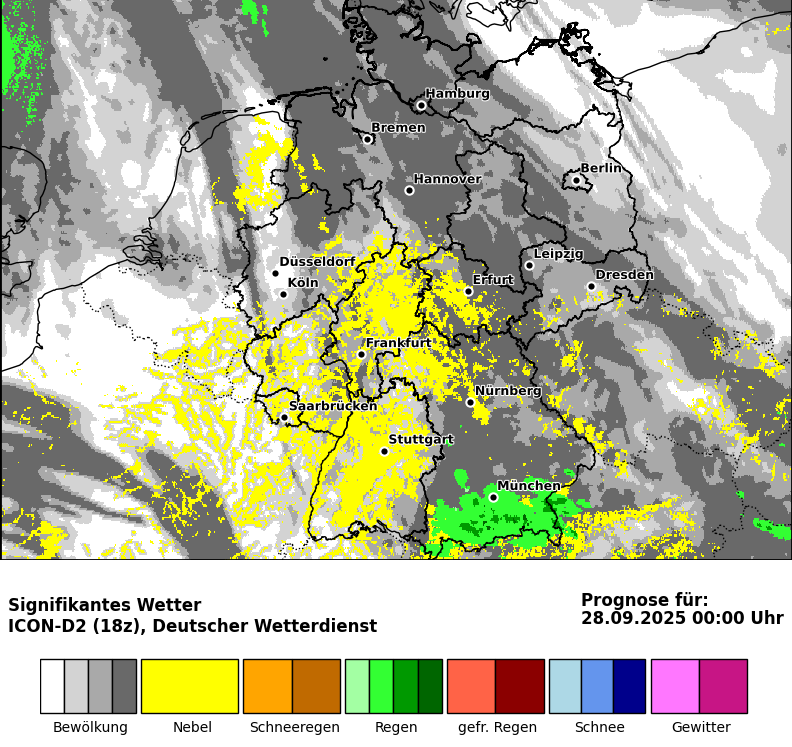 Hamburg
Bremen
Berlin
Hannover
Leipzig
Düsseldorf
Dresden
Erfurt
Köln
Frankfurt
Nürnberg
Saarbrücken
Stuttgart
München
Signifikantes Wetter
ICON-D2 (18z), Deutscher Wetterdienst
Prognose für:
28.09.2025 00:00 Uhr
Bewölkung Nebel Schneeregen Regen gefr. Regen Schnee Gewitter